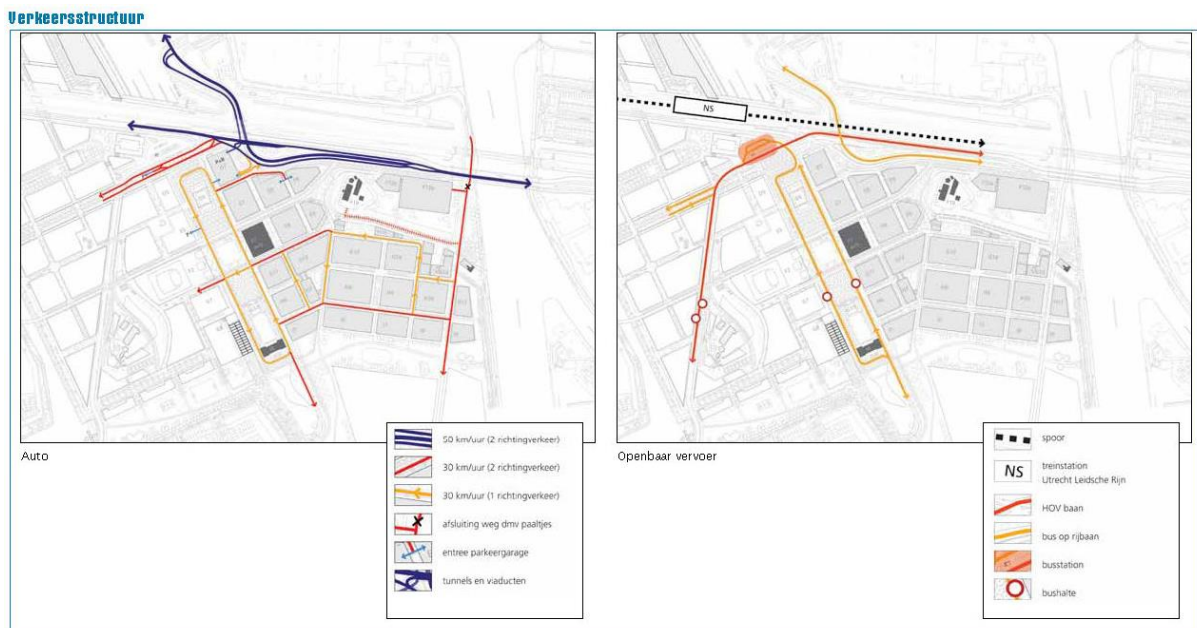 Verkeersstructuur
NS
Auto
50 km/uur (2 richtingverkeer)
30 km/uur (2 richtingverkeer)
30 km/uur (1 richtingverkeer)
afsluiting weg dmv paaltjes
entree parkeergarage
tunnels en viaducten
Openbaar vervoer
spoor
NS
treinstation
Utrecht Leidsche Rijn
HOV baan
bus op rijbaan
busstation
bushalte